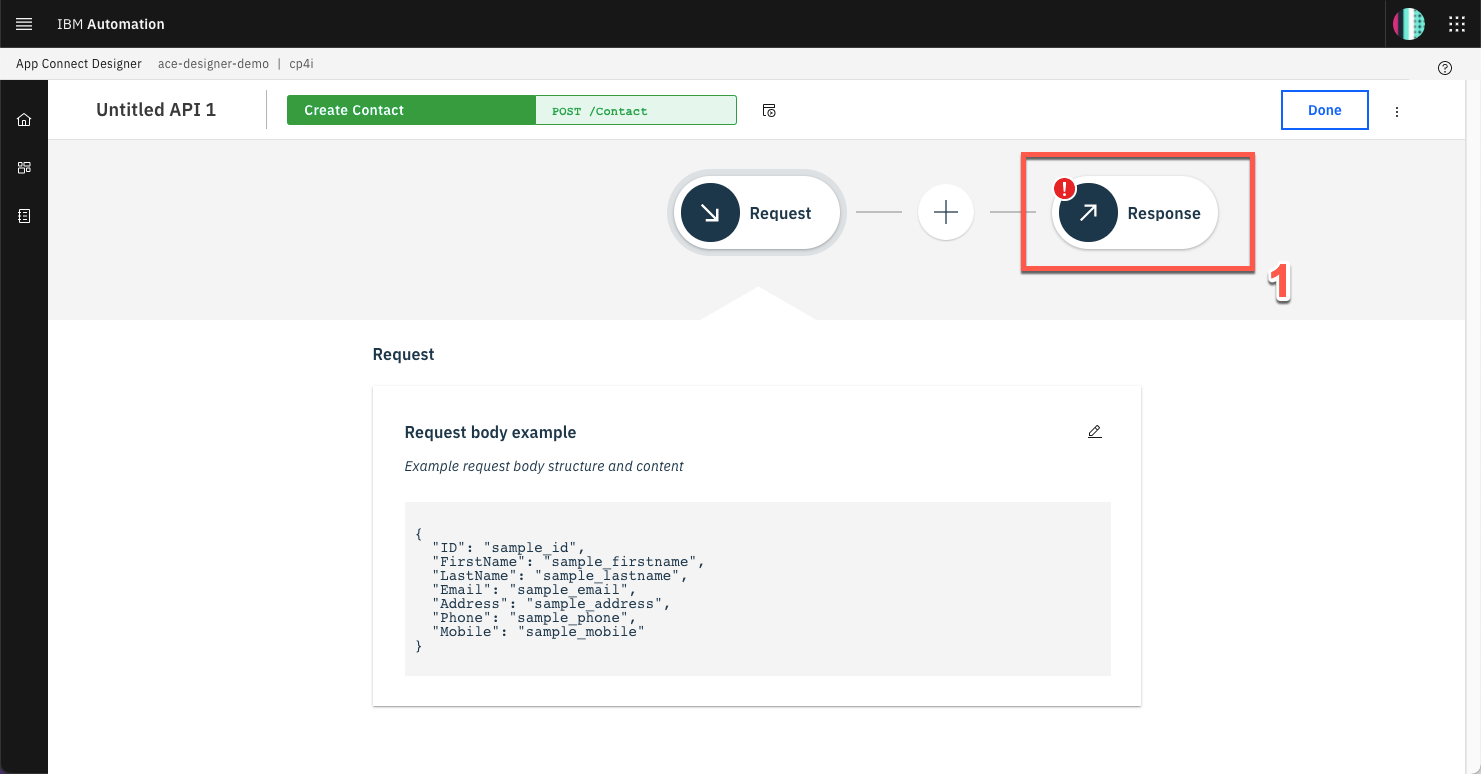 IBM Automation
App Connect Designer ace-designer-demo | cp4i
Untitled API 1
Create Contact POST /Contact
Done
Request
! Response
1
Request
Request body example
Example request body structure and content
{
"ID": "sample_id",
"FirstName": "sample_firstname",
"LastName": "sample_lastname",
"Email": "sample_email",
"Address": "sample_address",
"Phone": "sample_phone",
"Mobile": "sample_mobile"
}